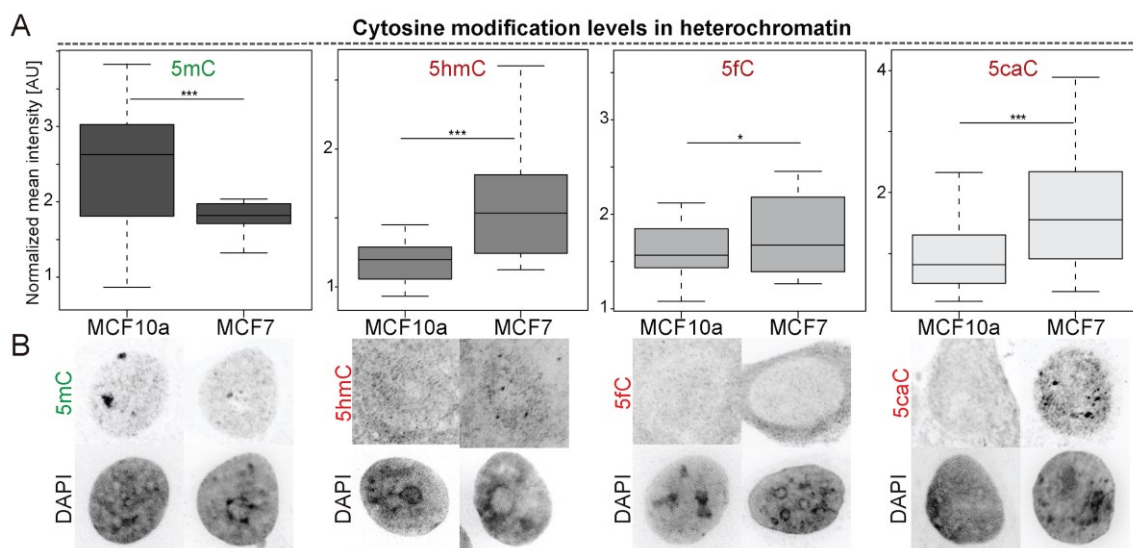 A
Cytosine modification levels in heterochromatin
Normalized mean intensity [AU]
5mC
***
3
2
1
MCF10a MCF7
5hmC
***
2
1
MCF10a MCF7
5fC
*
3
2
1
MCF10a MCF7
5caC
***
4
2
MCF10a MCF7
B
5mC
5hmC
5fC
5caC
DAPI
DAPI
DAPI
DAPI